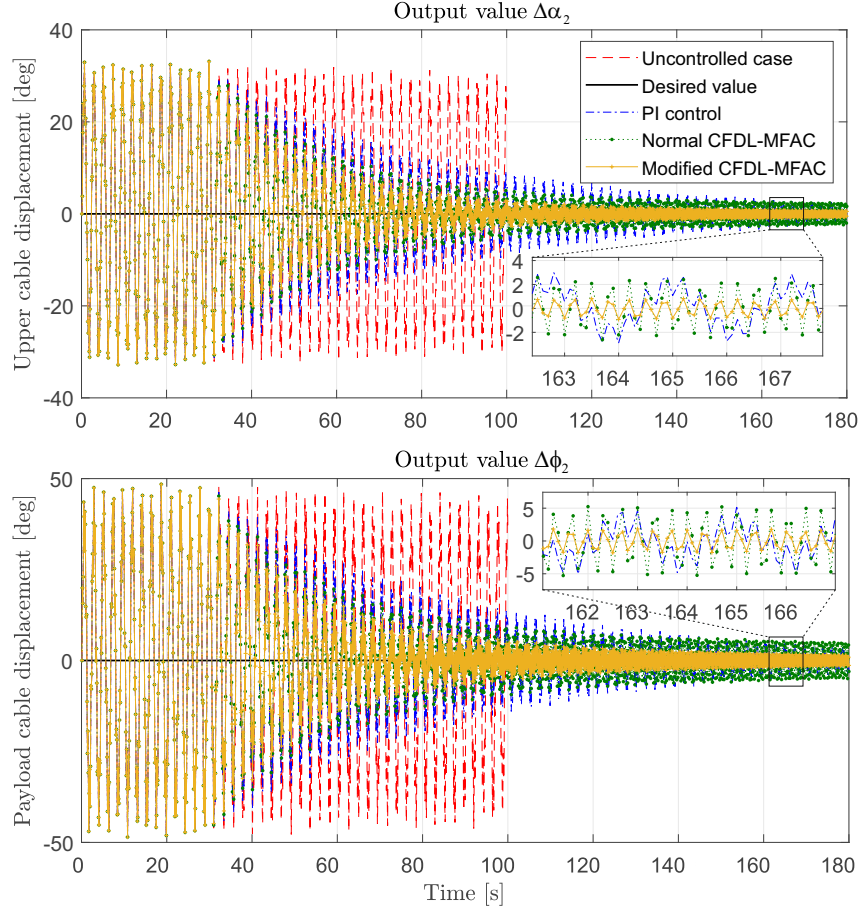 Output value Δα₂
Upper cable displacement [deg]
40
20
0
-20
-40
Uncontrolled case
Desired value
PI control
Normal CFDL-MFAC
Modified CFDL-MFAC
4
2
0
-2
163 164 165 166 167
0 20 40 60 80 100 120 140 160 180
Output value Δϕ₂
Payload cable displacement [deg]
50
0
-50
5
0
-5
162 163 164 165 166
0 20 40 60 80 100 120 140 160 180
Time [s]